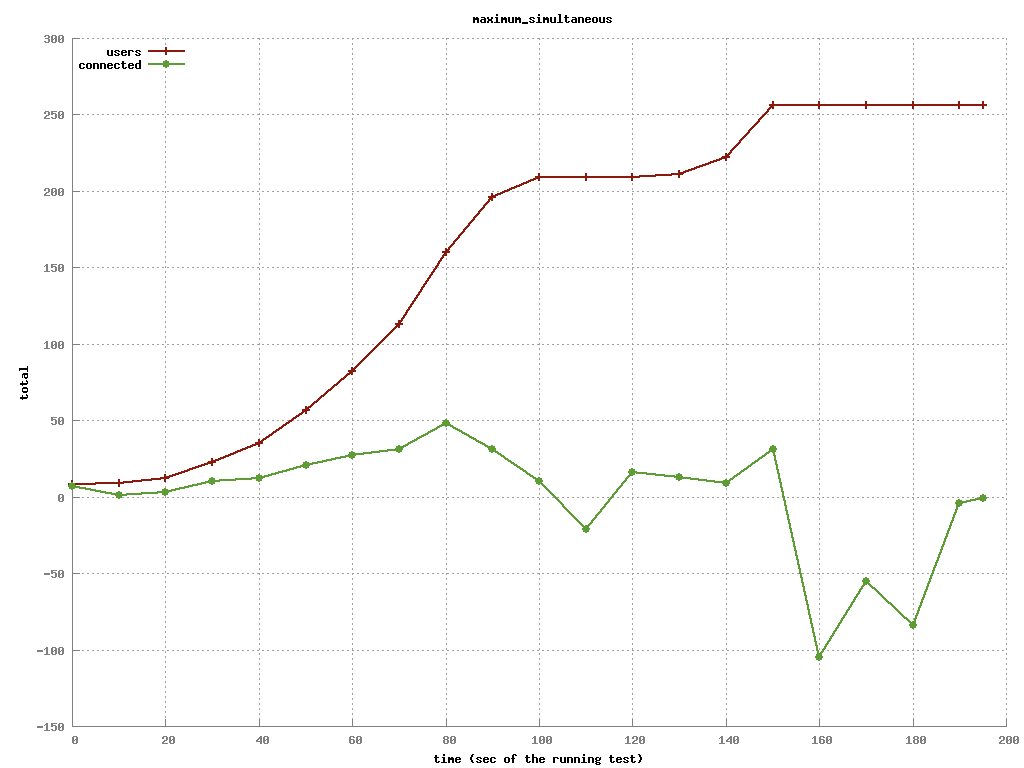 maximum_simultaneous
users
connected
300
250
200
150
100
50
0
-50
-100
-150
total
0 20 40 60 80 100 120 140 160 180 200
time (sec of the running test)